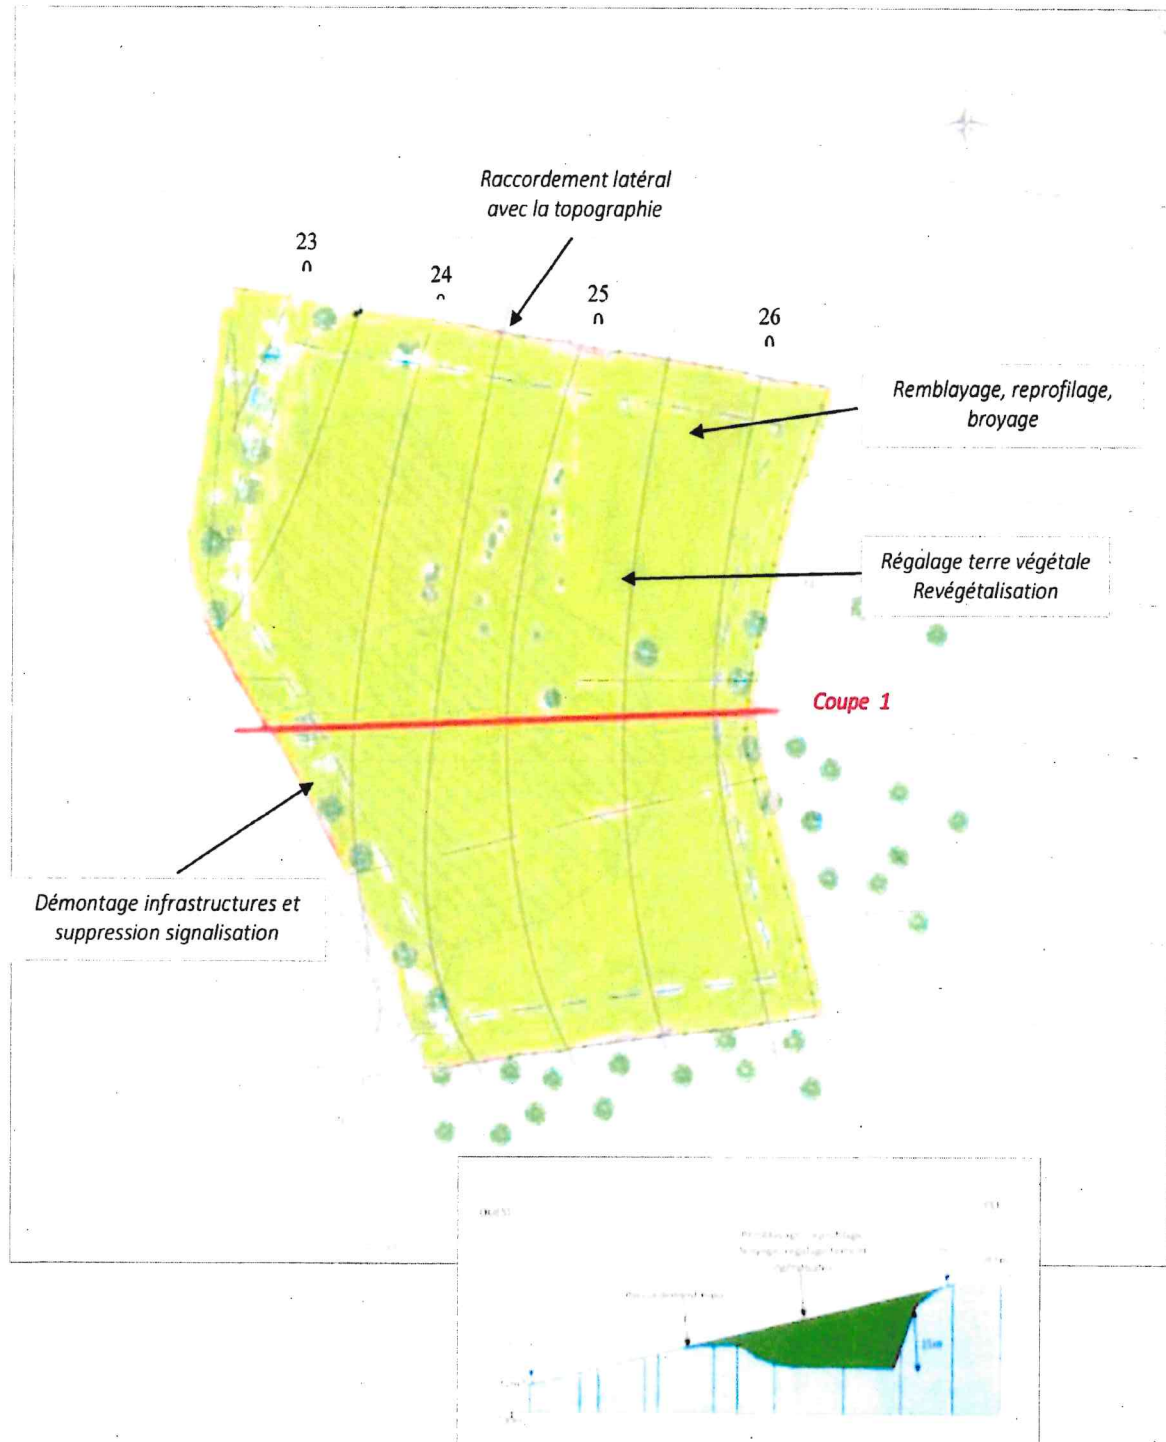 Raccordement latéral
avec la topographie
23
0
24
0
25
0
26
0
Remblayage, reprofilage,
broyage
Régalage terre végétale
Revégétalisation
Coupe 1
Démontage infrastructures et
suppression signalisation